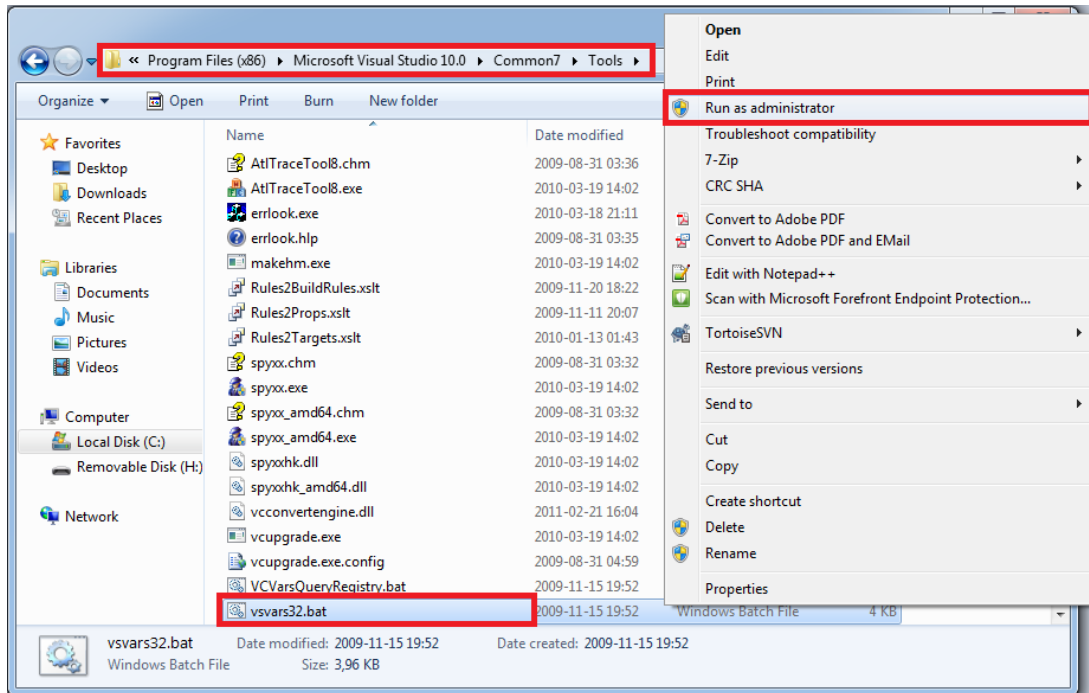 « Program Files (x86) ▸ Microsoft Visual Studio 10.0 ▸ Common7 ▸ Tools ▸
Organize ▼ Open Print Burn New folder
Favorites
Desktop
Downloads
Recent Places
Libraries
Documents
Music
Pictures
Videos
Computer
Local Disk (C:)
Removable Disk (H:)
Network
Name Date modified
AtlTraceTool8.chm 2009-08-31 03:36
AtlTraceTool8.exe 2010-03-19 14:02
errlook.exe 2010-03-18 21:11
errlook.hlp 2009-08-31 03:35
makehm.exe 2010-03-19 14:02
Rules2BuildRules.xslt 2009-11-20 18:22
Rules2Props.xslt 2009-11-11 20:07
Rules2Targets.xslt 2010-01-13 01:43
spyxx.chm 2009-08-31 03:32
spyxx.exe 2010-03-19 14:02
spyxx_amd64.chm 2009-08-31 03:32
spyxx_amd64.exe 2010-03-19 14:02
spyxxhk.dll 2010-03-19 14:02
spyxxhk_amd64.dll 2010-03-19 14:02
vcconvertengine.dll 2011-02-21 16:04
vcupgrade.exe 2010-03-19 14:02
vcupgrade.exe.config 2009-08-31 04:59
VCVarsQueryRegistry.bat 2009-11-15 19:52
vsvars32.bat 2009-11-15 19:52 Windows Batch File 4 KB
Open
Edit
Print
Run as administrator
Troubleshoot compatibility
7-Zip
CRC SHA
Convert to Adobe PDF
Convert to Adobe PDF and EMail
Edit with Notepad++
Scan with Microsoft Forefront Endpoint Protection...
TortoiseSVN
Restore previous versions
Send to
Cut
Copy
Create shortcut
Delete
Rename
Properties
vsvars32.bat Date modified: 2009-11-15 19:52 Date created: 2009-11-15 19:52
Windows Batch File Size: 3,96 KB